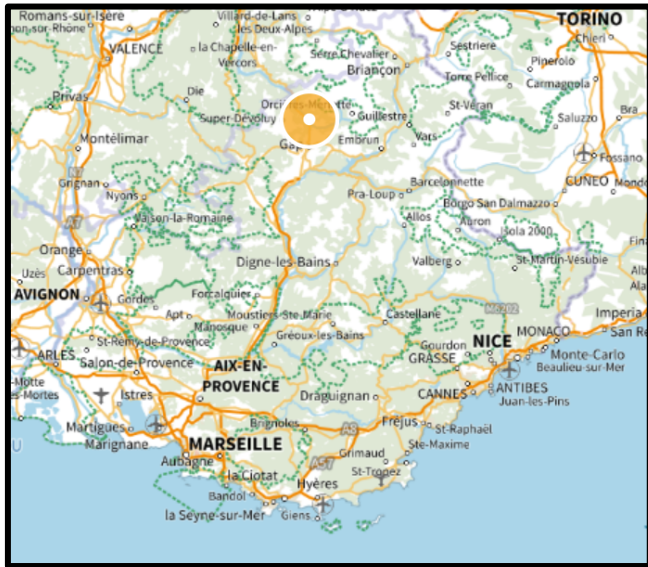 Romans-sur-Isère
Villard-de-Lans
TORINO
les Deux-Alpes
Chieri
VALENCE
la Chapelle-en-
Vercors
Serre Chevalier
Sestriere
Briançon
Pinerolo
Torre Pellice
Carmagnola
Privas
Die
Guillestre
St-Véran
Super-Dévoluy
Saluzzo
Bra
Montélimar
Embrun
Vars
Fossano
Grignan
Nyons
Pra-Loup
Barcelonnette
CUNEO
Borgo San Dalmazzo
A7
Vaison-la-Romaine
Allos
Auron
Isola 2000
Orange
Carpentras
Digne-les-Bains
Valberg
St-Martin-Vésubie
Uzès
AVIGNON
Gordes
Forcalquier
Apt
Moustiers-Ste-Marie
Castellane
M6202
Imperia
Manosque
Gréoux-les-Bains
MONACO
St-Rémy-de-Provence
Gourdon
NICE
ARLES
Salon-de-Provence
AIX-EN-
PROVENCE
GRASSE
Monte-Carlo
Beaulieu-sur-Mer
Istres
Draguignan
CANNES
ANTIBES
Juan-les-Pins
Martigues
Brignoles
A8
Fréjus
St-Raphaël
Marignane
MARSEILLE
Ste-Maxime
Aubagne
A57
Grimaud
St-Tropez
la Ciotat
Hyères
Bandol
la Seyne-sur-Mer
Giens